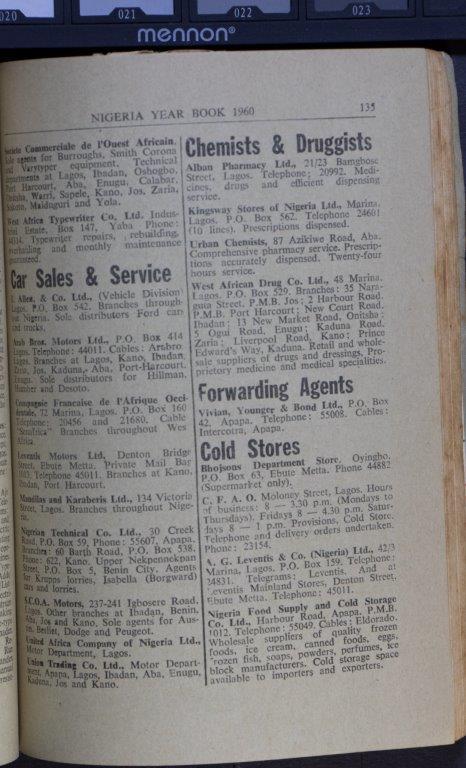 020
021
022
023
mennon®
NIGERIA YEAR BOOK 1960
135
Societe Commerciale de l'Ouest Africain.
Sole agents for Burroughs, Smith Corona
and Varytyper equipment. Technical
departments at Lagos, Ibadan, Oshogbo,
Port Harcourt, Aba, Enugu, Calabar,
Onitsha, Warri, Sapele, Kano, Jos, Zaria,
Sokoto, Maiduguri and Yola.
West Africa Typewriter Co, Ltd. Indus-
trial Estate, Box 147, Yaba Phone:
44014. Typewriter repairs, rebuilding,
overhauling and monthly maintenance
guaranteed.
Car Sales & Service
Allen, & Co. Ltd., (Vehicle Division)
Lagos. P.O. Box 542. Branches through-
out Nigeria. Sole distributors Ford cars
and trucks.
Arab Bros. Motors Ltd., P.O. Box 414
Lagos. Telephone: 44011. Cables: Arabro.
Lagos. Branches at Lagos, Kano, Ibadan,
Zaria, Jos, Kaduna, Aba, Port-Harcourt.
Enugu. Sole distributors for Hillman,
Humber and Desoto.
Compagnie Francaise de l'Afrique Occi-
dentale, 72 Marina, Lagos. P.O. Box 160
Telephone: 20456 and 21680. Cable
Branches throughout Wes
Africa.
Leventis Motors Ltd, Denton Bridge
Street, Ebute Metta. Private Mail Bag
Telephone 45011. Branches at Kano,
Ibadan, Port Harcourt.
Mandilas and Karaberis Ltd., 134 Victoria
Street, Lagos. Branches throughout Nige-
ria.
Nigerian Technical Co. Ltd., 30 Creek
Road, P.O. Box 59, Phone: 55607, Apapa.
Branches: 60 Barth Road, P.O. Box 538.
Phone: 622, Kano. Upper Nekpennekpan
Street, P.O. Box 5, Benin City. Agents
for Krupps lorries, Isabella (Borgward)
cars and lorries.
S.C.O.A. Motors, 237-241 Igbosere Road,
Lagos. Other branches at Ibadan, Benin,
Aba, Jos and Kano. Sole agents for Aus-
tin, Berliet, Dodge and Peugeot.
United Africa Company of Nigeria Ltd.,
Motor Department, Lagos.
Union Trading Co. Ltd., Motor Depart-
ment, Apapa, Lagos, Ibadan, Aba, Enugu,
Kaduna, Jos and Kano.
Chemists & Druggists
Alban Pharmacy Ltd., 21/23 Bamgbose
Street, Lagos. Telephone; 20992. Medi-
cines, drugs and efficient dispensing
service.
Kingsway Stores of Nigeria Ltd., Marina,
Lagos. P.O. Box 562. Telephone 24601
(10 lines). Prescriptions dispensed.
Urban Chemists, 87 Azikiwe Road, Aba.
Comprehensive pharmacy service. Prescrip-
tions accurately dispensed. Twenty-four
hours service.
West African Drug Co. Ltd., 48 Marina,
Lagos. P.O. Box 529. Branches: 35 Nara-
guta Street, P.M.B. Jos; 2 Harbour Road.
P.M.B. Port Harcourt; New Court Road,
Ibadan; 13 New Market Road, Onitsha;
5 Ogui Road, Enugu; Kaduna Road,
Zaria; Liverpool Road, Kano; Prince
Edward's Way, Kaduna. Retail and whole-
sale suppliers of drugs and dressings, Pro-
prietory medicine and medical specialities.
Forwarding Agents
Vivian, Younger & Bond Ltd., P.O. Box
42, Apapa. Telephone: 55008. Cables:
Intercotra, Apapa.
Cold Stores
Bhojsons Department Store, Oyingbo,
P.O. Box 63, Ebute Metta. Phone 44882
(Supermarket only).
C. F. A. O. Moloney Street, Lagos. Hours
of business: 8 — 3.30 p.m. (Mondays to
Thursdays). Fridays 8 — 4.30 p.m. Satur-
days 8 — 1 p.m. Provisions, Cold Store.
Telephone and delivery orders undertaken.
Phone: 23154.
A. G. Leventis & Co. (Nigeria) Ltd., 42/3
Marina, Lagos. P.O. Box 159. Telephone:
24831. Telegrams: Leventis. And at
Leventis Mainland Stores, Denton Street,
Ebute Metta. Telephone: 45011.
Nigeria Food Supply and Cold Storage
Co. Ltd., Harbour Road, Apapa. P.M.B.
1012. Telephone: 55049. Cables: Eldorado.
Wholesale suppliers of quality frozen
foods, ice cream, canned foods, eggs,
frozen fish, soaps, powders, perfumes, ice
block manufacturers. Cold storage space
available to importers and exporters.